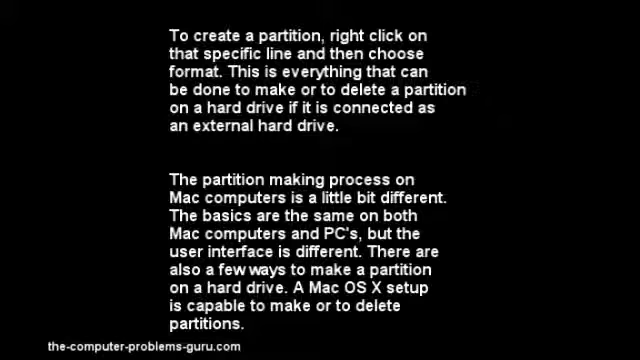 To create a partition, right click on
that specific line and then choose
format. This is everything that can
be done to make or to delete a partition
on a hard drive if it is connected as
an external hard drive.
The partition making process on
Mac computers is a little bit different.
The basics are the same on both
Mac computers and PC's, but the
user interface is different. There are
also a few ways to make a partition
on a hard drive. A Mac OS X setup
is capable to make or to delete
partitions.
the-computer-problems-guru.com